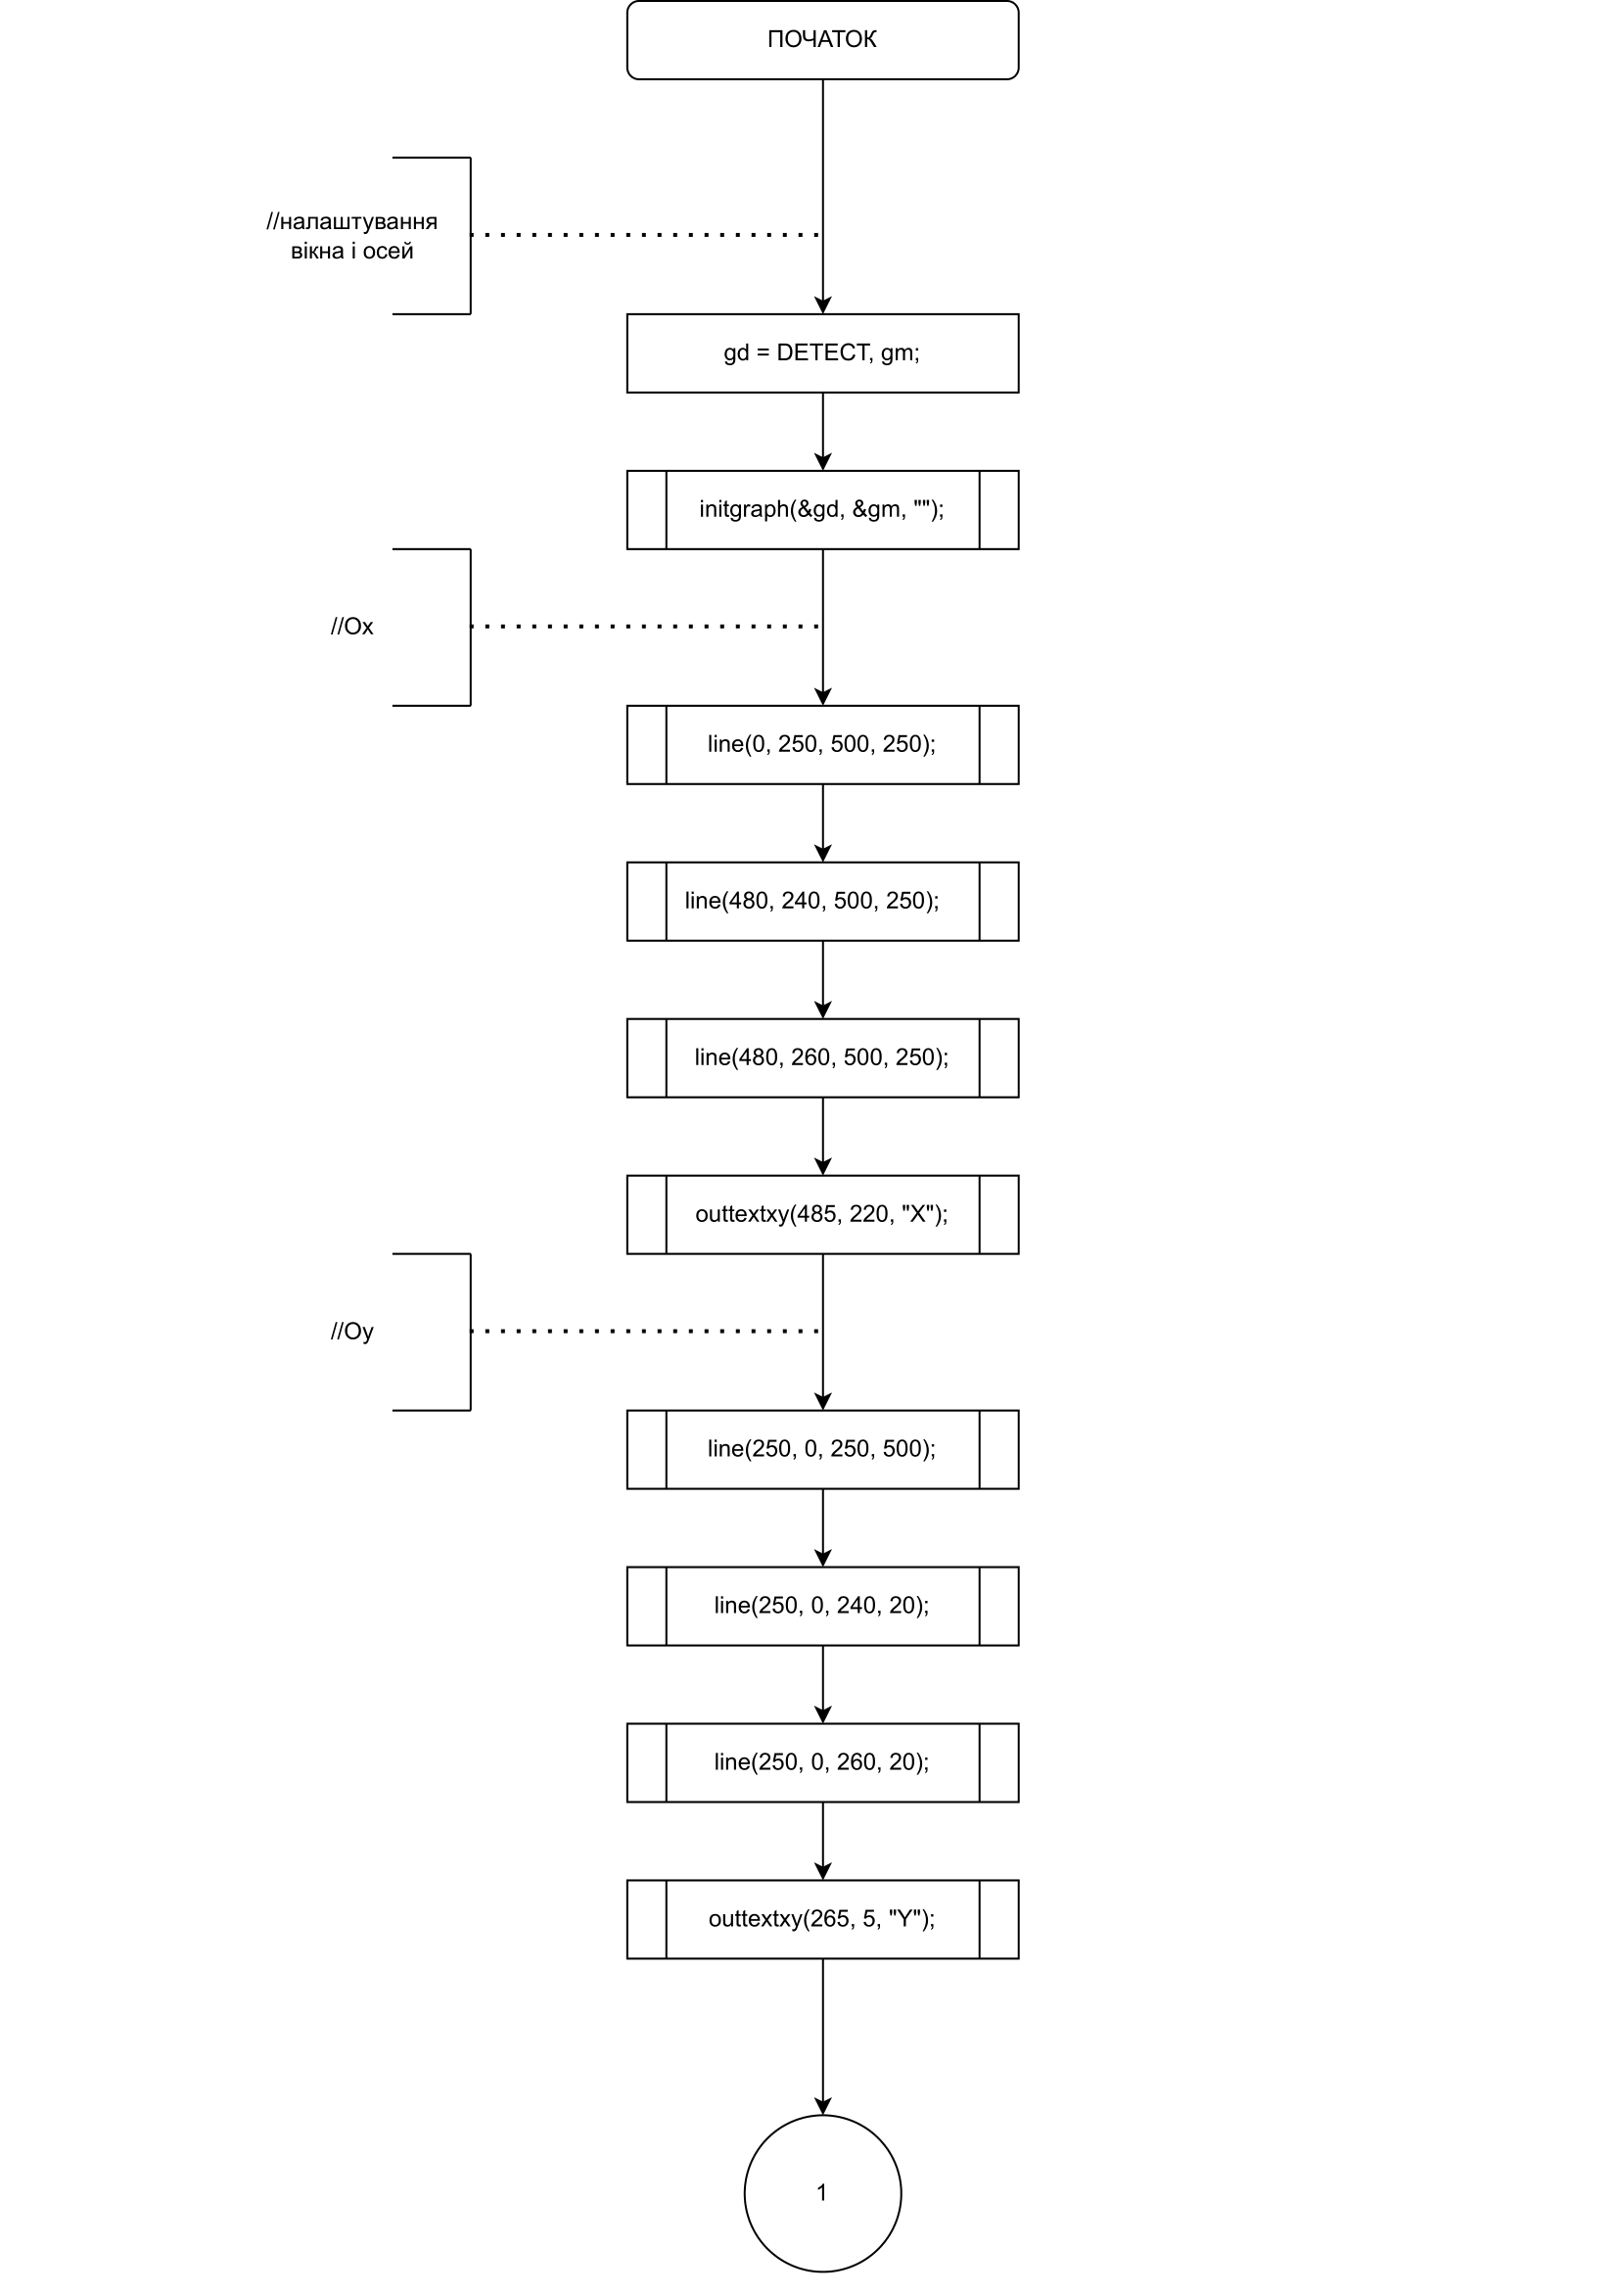 ПОЧАТОК
//налаштування
вікна і осей
gd = DETECT, gm;
initgraph(&gd, &gm, "");
//Ox
line(0, 250, 500, 250);
line(480, 240, 500, 250);
line(480, 260, 500, 250);
outtextxy(485, 220, "X");
//Oy
line(250, 0, 250, 500);
line(250, 0, 240, 20);
line(250, 0, 260, 20);
outtextxy(265, 5, "Y");
1